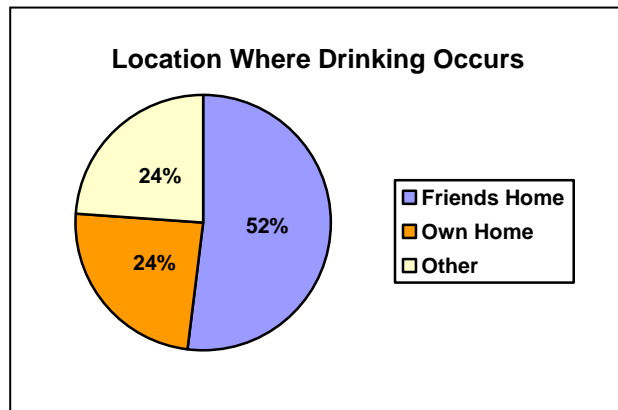 Location Where Drinking Occurs
24%
52%
24%
Friends Home
Own Home
Other